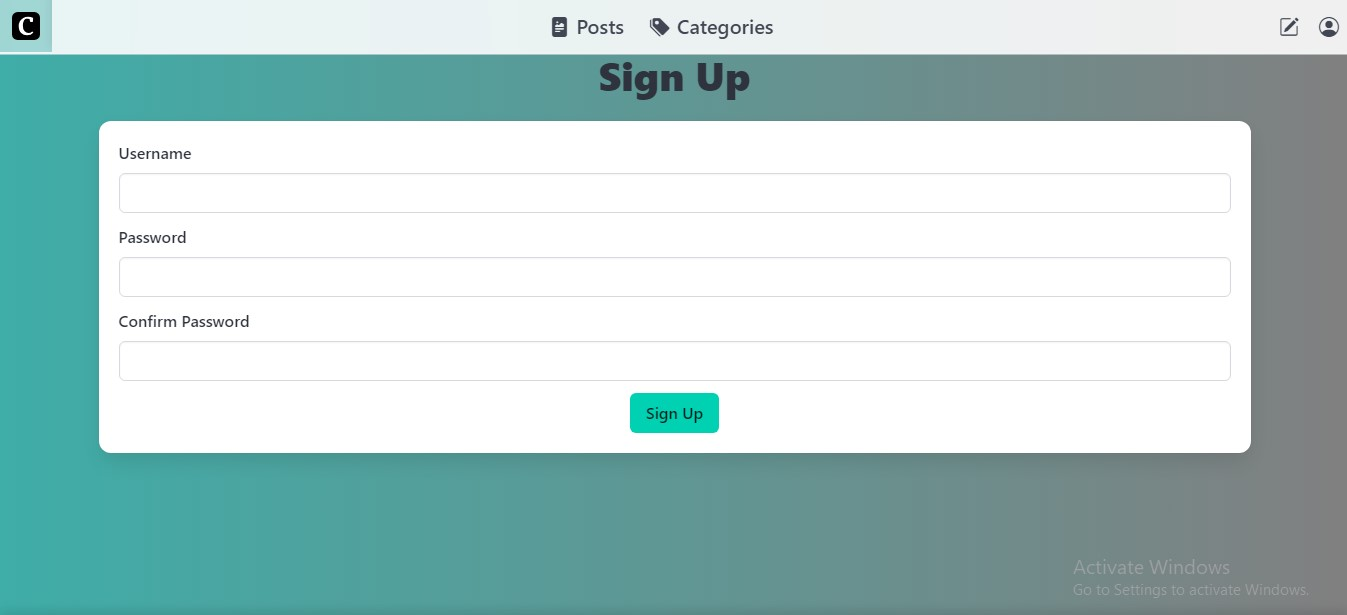 C
Posts
Categories
Sign Up
Username
Password
Confirm Password
Sign Up
Activate Windows
Go to Settings to activate Windows.